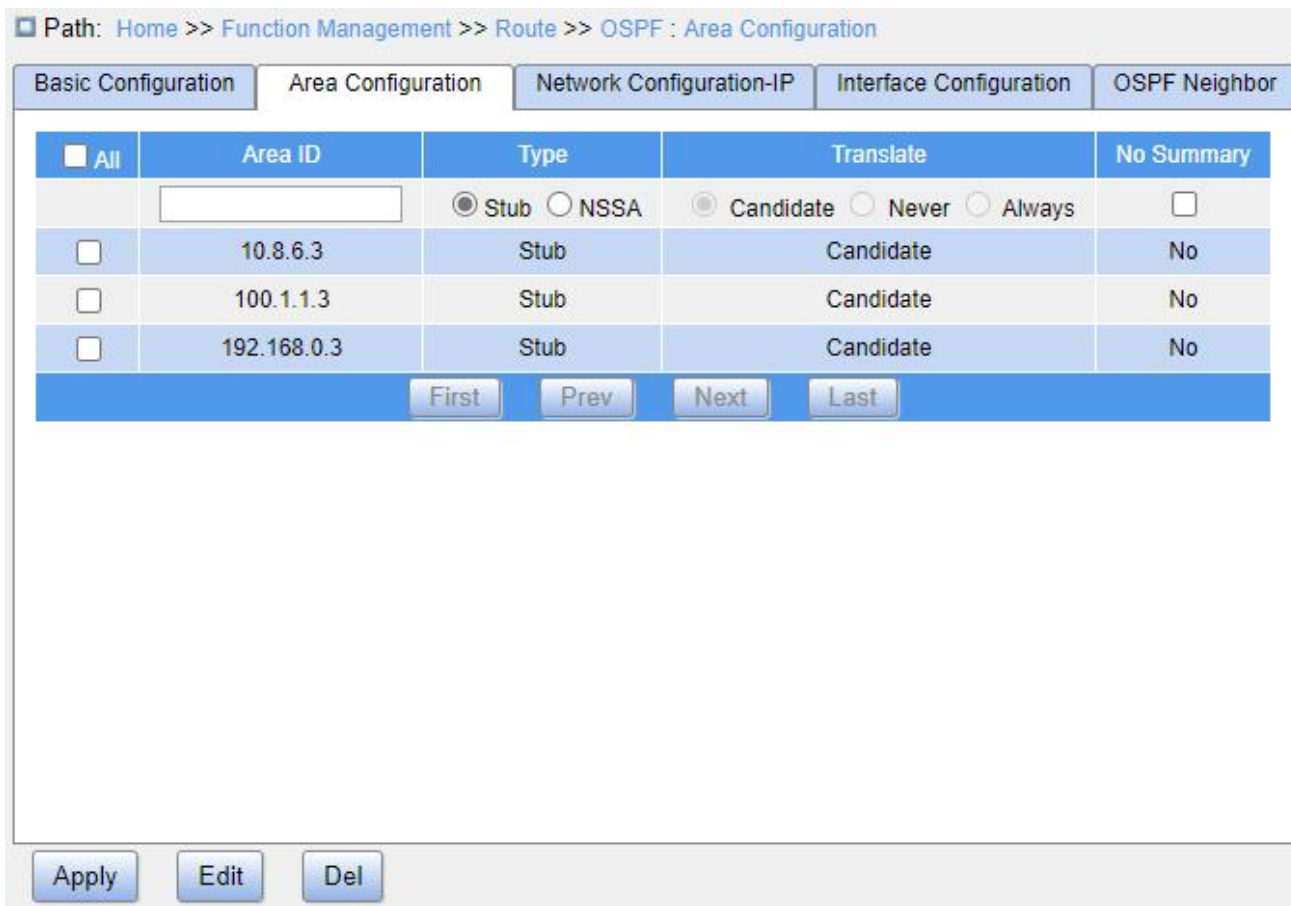 Path: Home >> Function Management >> Route >> OSPF : Area Configuration
Basic Configuration Area Configuration Network Configuration-IP Interface Configuration OSPF Neighbor
All Area ID Type Translate No Summary
Stub NSSA Candidate Never Always
10.8.6.3 Stub Candidate No
100.1.1.3 Stub Candidate No
192.168.0.3 Stub Candidate No
First Prev Next Last
Apply Edit Del